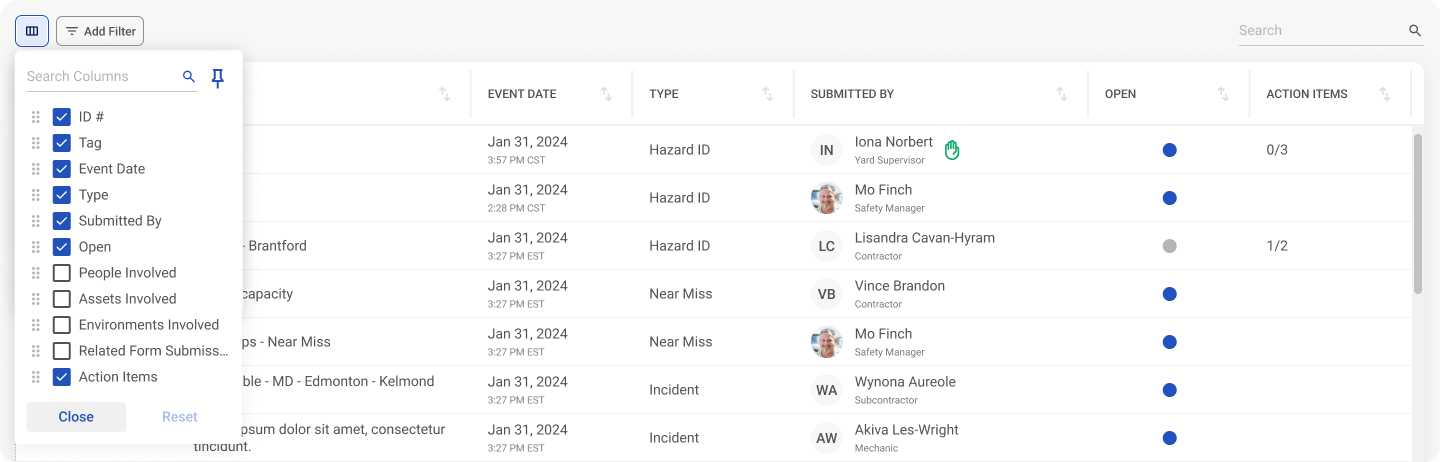 Add Filter
Search
Search Columns
ID #
Tag
Event Date
Type
Submitted By
Open
People Involved
Assets Involved
Environments Involved
Related Form Submiss...
Action Items
Close Reset
EVENT DATE TYPE SUBMITTED BY OPEN ACTION ITEMS
Jan 31, 2024 Hazard ID IN Iona Norbert 0/3
3:57 PM CST Yard Supervisor
Jan 31, 2024 Hazard ID Mo Finch
2:28 PM CST Safety Manager
- Brantford Jan 31, 2024 Hazard ID LC Lisandra Cavan-Hyram 1/2
3:27 PM EST Contractor
capacity Jan 31, 2024 Near Miss VB Vince Brandon
3:27 PM EST Contractor
ps - Near Miss Jan 31, 2024 Near Miss Mo Finch
3:27 PM EST Safety Manager
ble - MD - Edmonton - Kelmond Jan 31, 2024 Incident WA Wynona Aureole
3:27 PM EST Subcontractor
psum dolor sit amet, consectetur Jan 31, 2024 Incident AW Akiva Les-Wright
tincidunt. 3:27 PM EST Mechanic